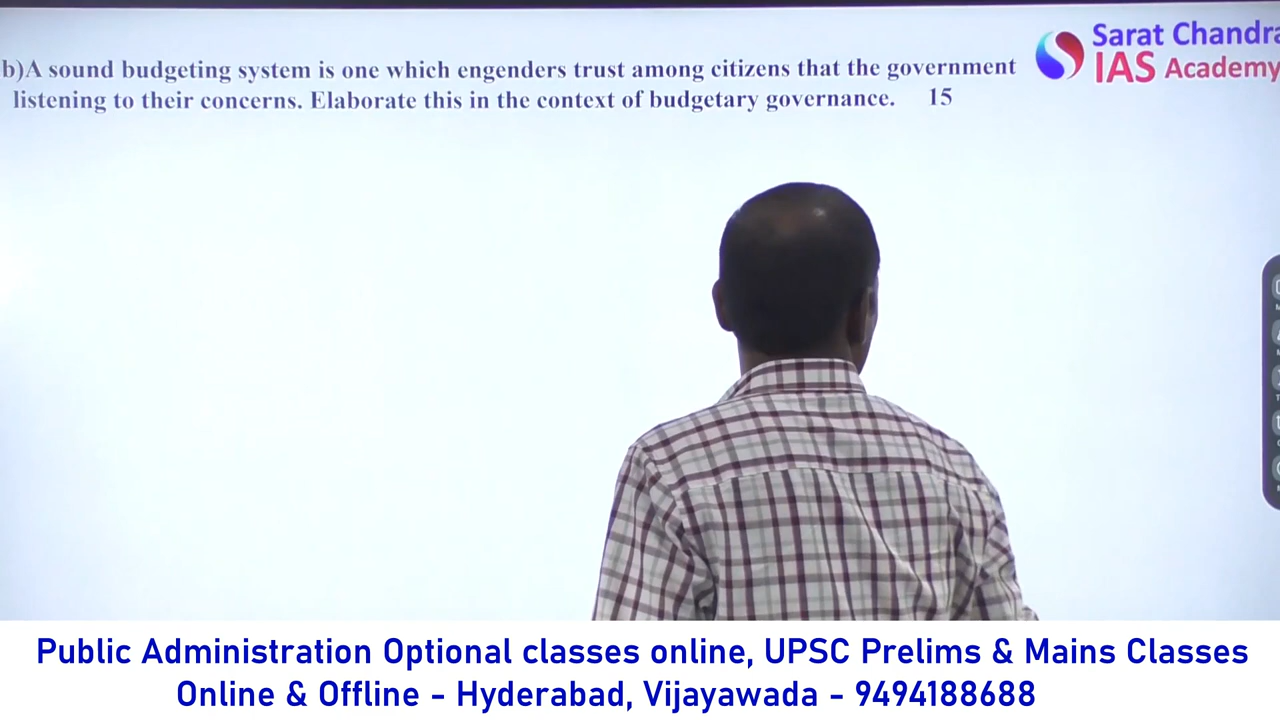 b)A sound budgeting system is one which engenders trust among citizens that the government
listening to their concerns. Elaborate this in the context of budgetary governance. 15
Sarat Chandra
IAS Academy
Public Administration Optional classes online, UPSC Prelims & Mains Classes
Online & Offline - Hyderabad, Vijayawada - 9494188688